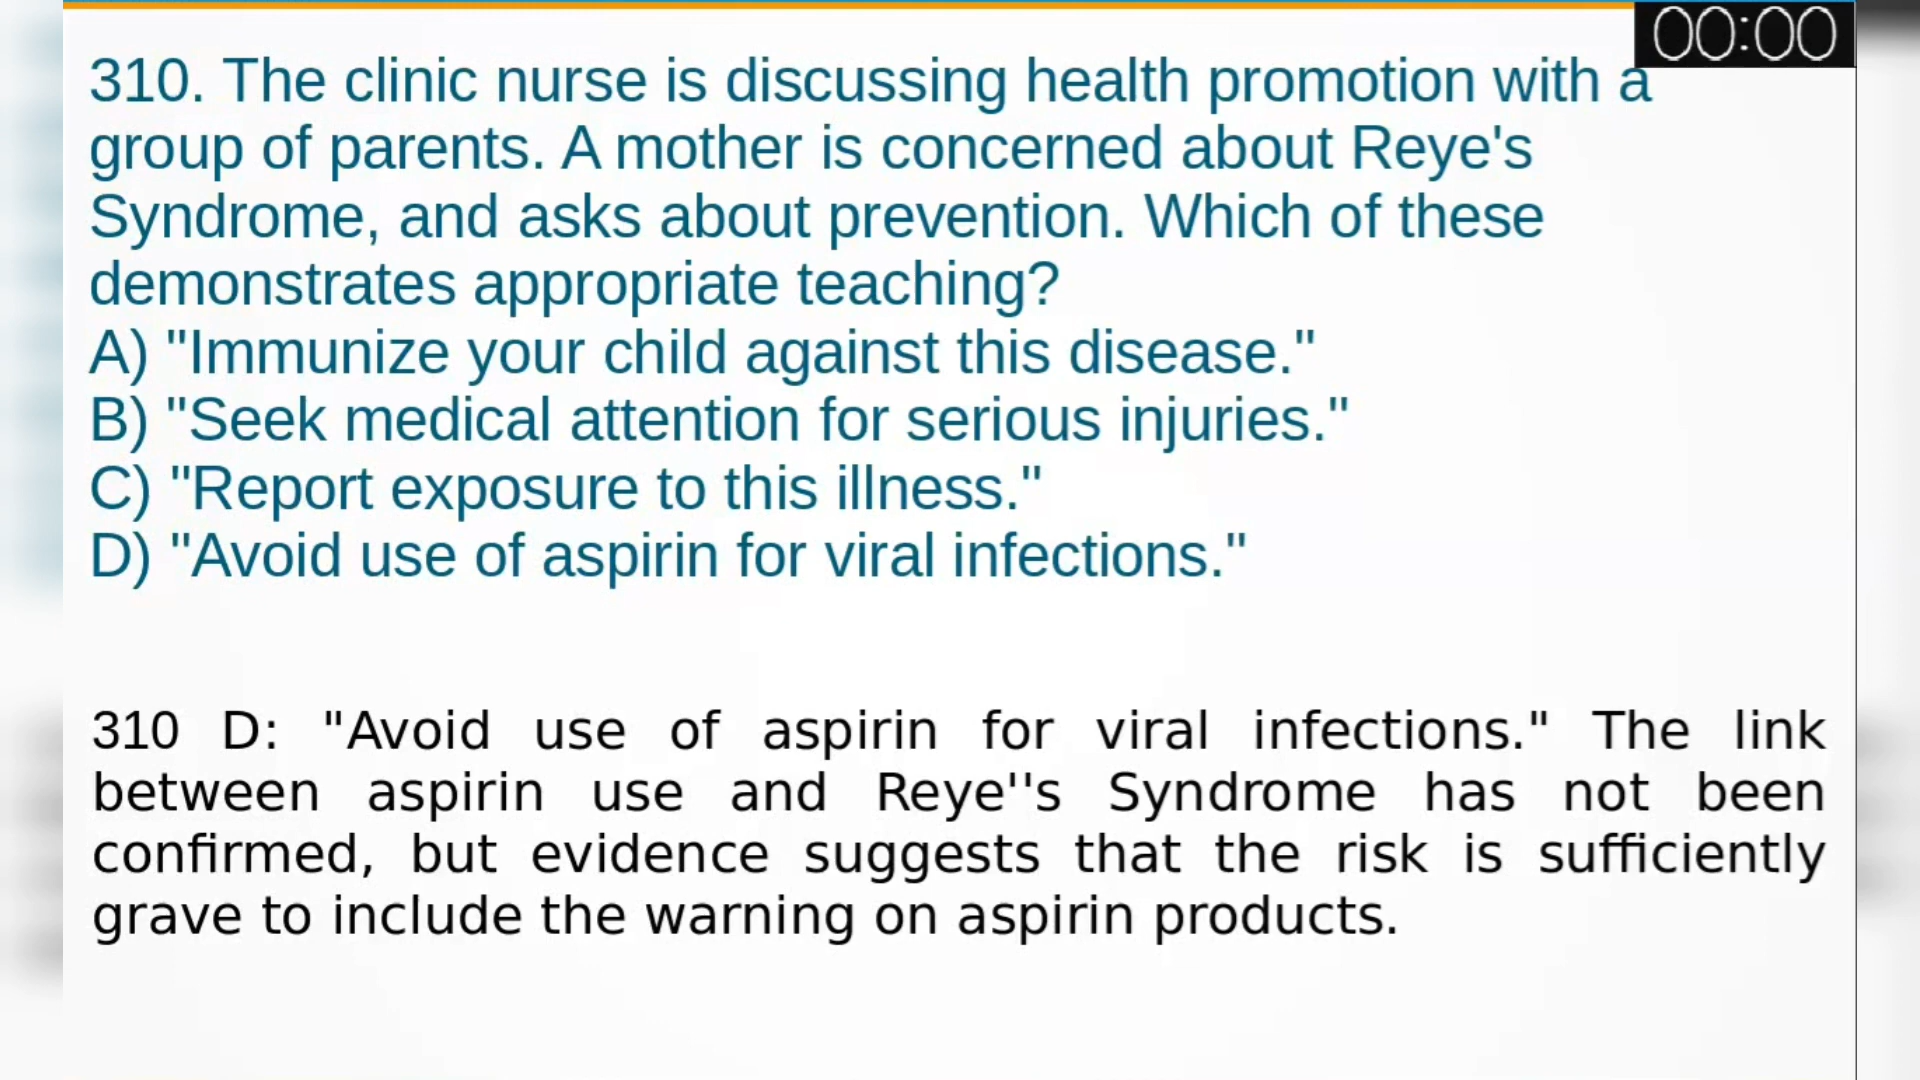 00:00
310. The clinic nurse is discussing health promotion with a
group of parents. A mother is concerned about Reye's
Syndrome, and asks about prevention. Which of these
demonstrates appropriate teaching?
A) "Immunize your child against this disease."
B) "Seek medical attention for serious injuries."
C) "Report exposure to this illness."
D) "Avoid use of aspirin for viral infections."
310 D: "Avoid use of aspirin for viral infections." The link
between aspirin use and Reye''s Syndrome has not been
confirmed, but evidence suggests that the risk is sufficiently
grave to include the warning on aspirin products.